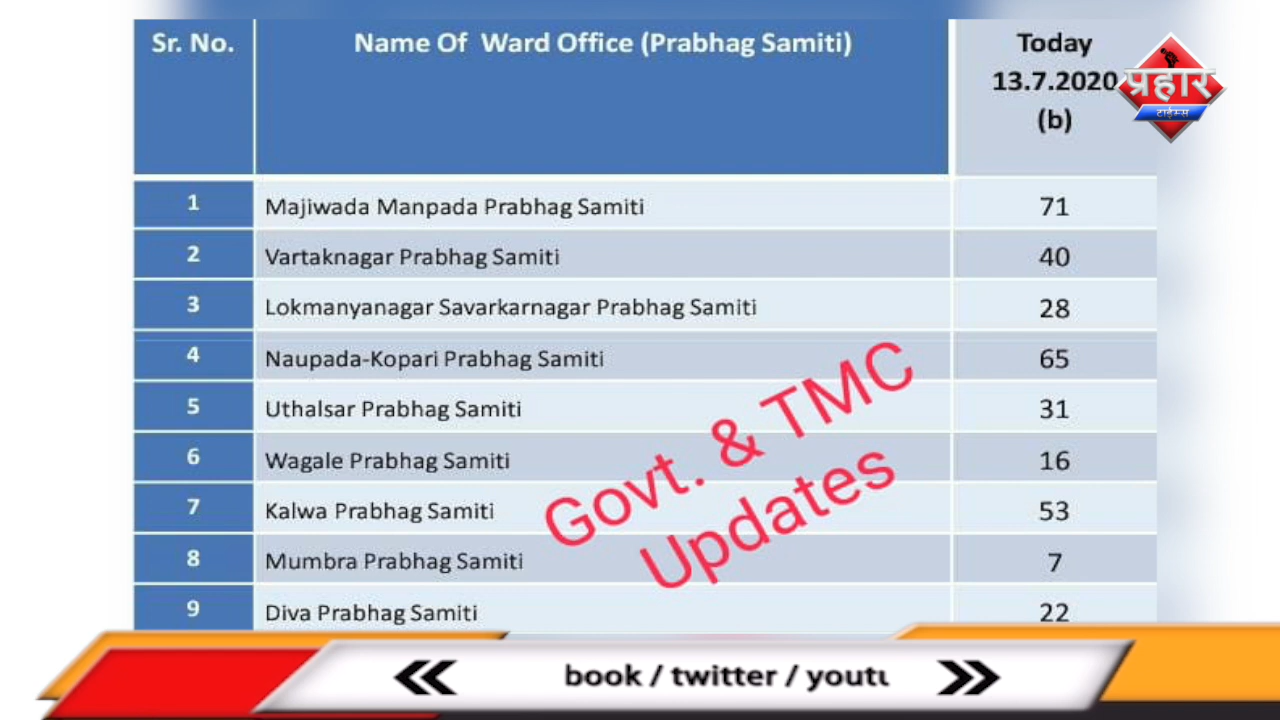 Sr. No. Name Of Ward Office (Prabhag Samiti) Today
13.7.2020
(b)
प्रहार
टाईम्स
1 Majiwada Manpada Prabhag Samiti 71
2 Vartaknagar Prabhag Samiti 40
3 Lokmanyanagar Savarkarnagar Prabhag Samiti 28
4 Naupada-Kopari Prabhag Samiti 65
5 Uthalsar Prabhag Samiti 31
6 Wagale Prabhag Samiti 16
7 Kalwa Prabhag Samiti 53
8 Mumbra Prabhag Samiti 7
9 Diva Prabhag Samiti 22
Govt. & TMC
Updates
book / twitter / youtu